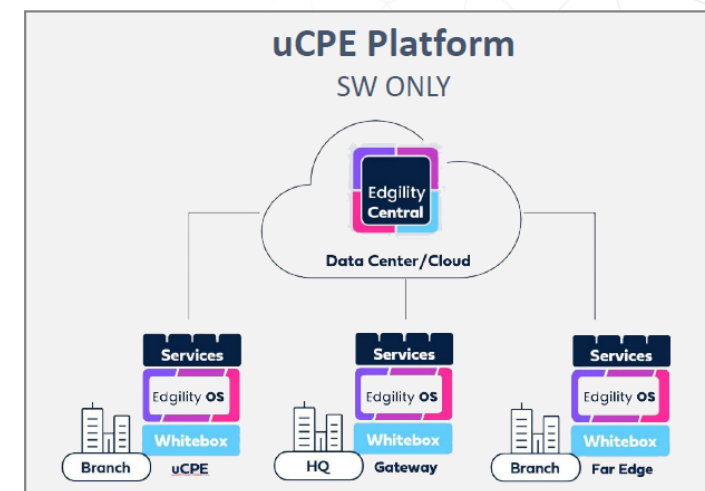 uCPE Platform
SW ONLY
Edgility
Central
Data Center/Cloud
Services
Edgility OS
Whitebox
Branch
uCPE
Services
Edgility OS
Whitebox
HQ
Gateway
Services
Edgility OS
Whitebox
Branch
Far Edge